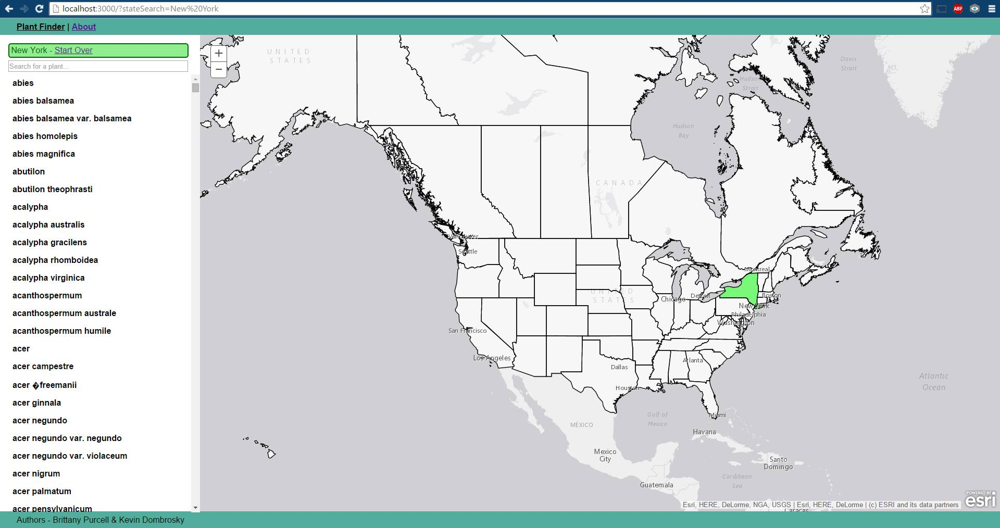 localhost:3000/?stateSearch=New%20York
ABP
Plant Finder | About
New York - Start Over
Search for a plant...
abies
abies balsamea
abies balsamea var. balsamea
abies homolepis
abies magnifica
abutilon
abutilon theophrasti
acalypha
acalypha australis
acalypha gracilens
acalypha rhomboidea
acalypha virginica
acanthospermum
acanthospermum australe
acanthospermum humile
acer
acer campestre
acer �freemanii
acer ginnala
acer negundo
acer negundo var. negundo
acer negundo var. violaceum
acer nigrum
acer palmatum
acer pensylvanicum
+
−
UNITED
STATES
Davis
Strait
Hudson
Strait
Hudson
Bay
CANADA
Vancouver
Seattle
Montreal
UNITED
STATES
Chicago
Detroit
Boston
New York
Philadelphia
Washington
San Francisco
Los Angeles
Atlanta
Dallas
Houston
Atlantic
Ocean
Gulf of
Mexico
Miami
MÉXICO
Havana
Mexico
City
Santo
Domingo
Caribbean
Sea
Guatemala
Caracas
Esri, HERE, DeLorme, NGA, USGS | Esri, HERE, DeLorme | (c) ESRI and its data partners
POWERED BY
esri
Authors - Brittany Purcell & Kevin Dombrosky